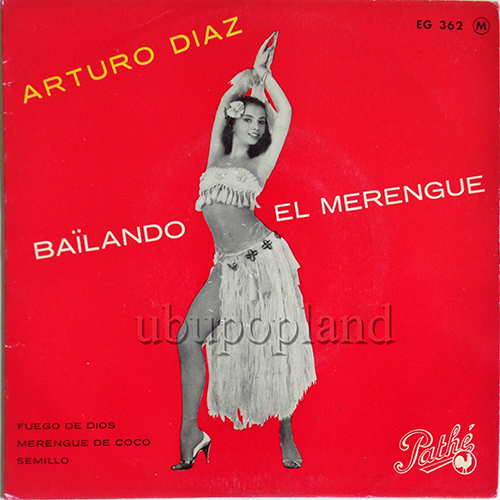 EG 362 M
ARTURO DIAZ
BAÏLANDO EL MERENGUE
ubupopland
FUEGO DE DIOS
MERENGUE DE COCO
SEMILLO
Pathé